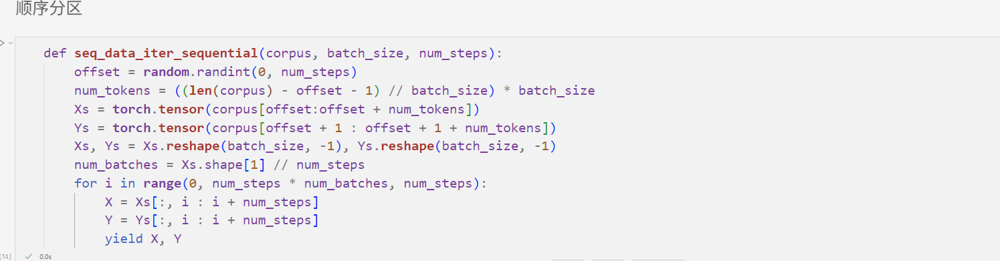 顺序分区
def seq_data_iter_sequential(corpus, batch_size, num_steps):
    offset = random.randint(0, num_steps)
    num_tokens = ((len(corpus) - offset - 1) // batch_size) * batch_size
    Xs = torch.tensor(corpus[offset:offset + num_tokens])
    Ys = torch.tensor(corpus[offset + 1 : offset + 1 + num_tokens])
    Xs, Ys = Xs.reshape(batch_size, -1), Ys.reshape(batch_size, -1)
    num_batches = Xs.shape[1] // num_steps
    for i in range(0, num_steps * num_batches, num_steps):
        X = Xs[:, i : i + num_steps]
        Y = Ys[:, i : i + num_steps]
        yield X, Y
[51] ✓ 0.0s